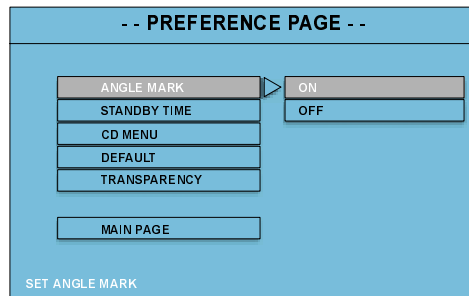 - - PREFERENCE PAGE - -
ANGLE MARK
ON
STANDBY TIME
OFF
CD MENU
DEFAULT
TRANSPARENCY
MAIN PAGE
SET ANGLE MARK